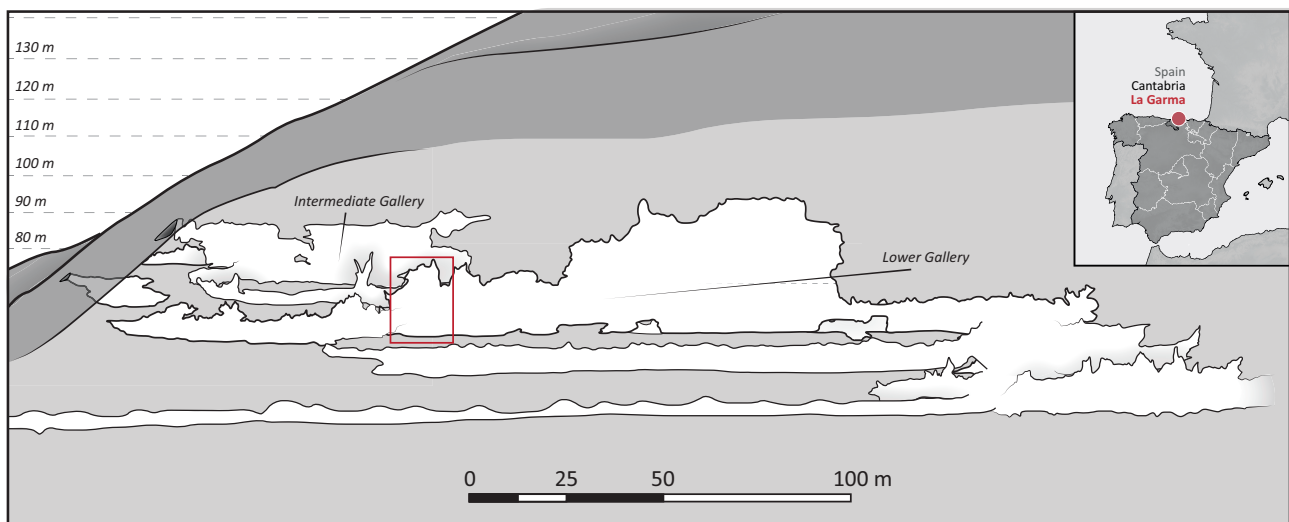 130 m
120 m
110 m
100 m
90 m
80 m
Intermediate Gallery
Lower Gallery
Spain
Cantabria
La Garma
0 25 50 100 m